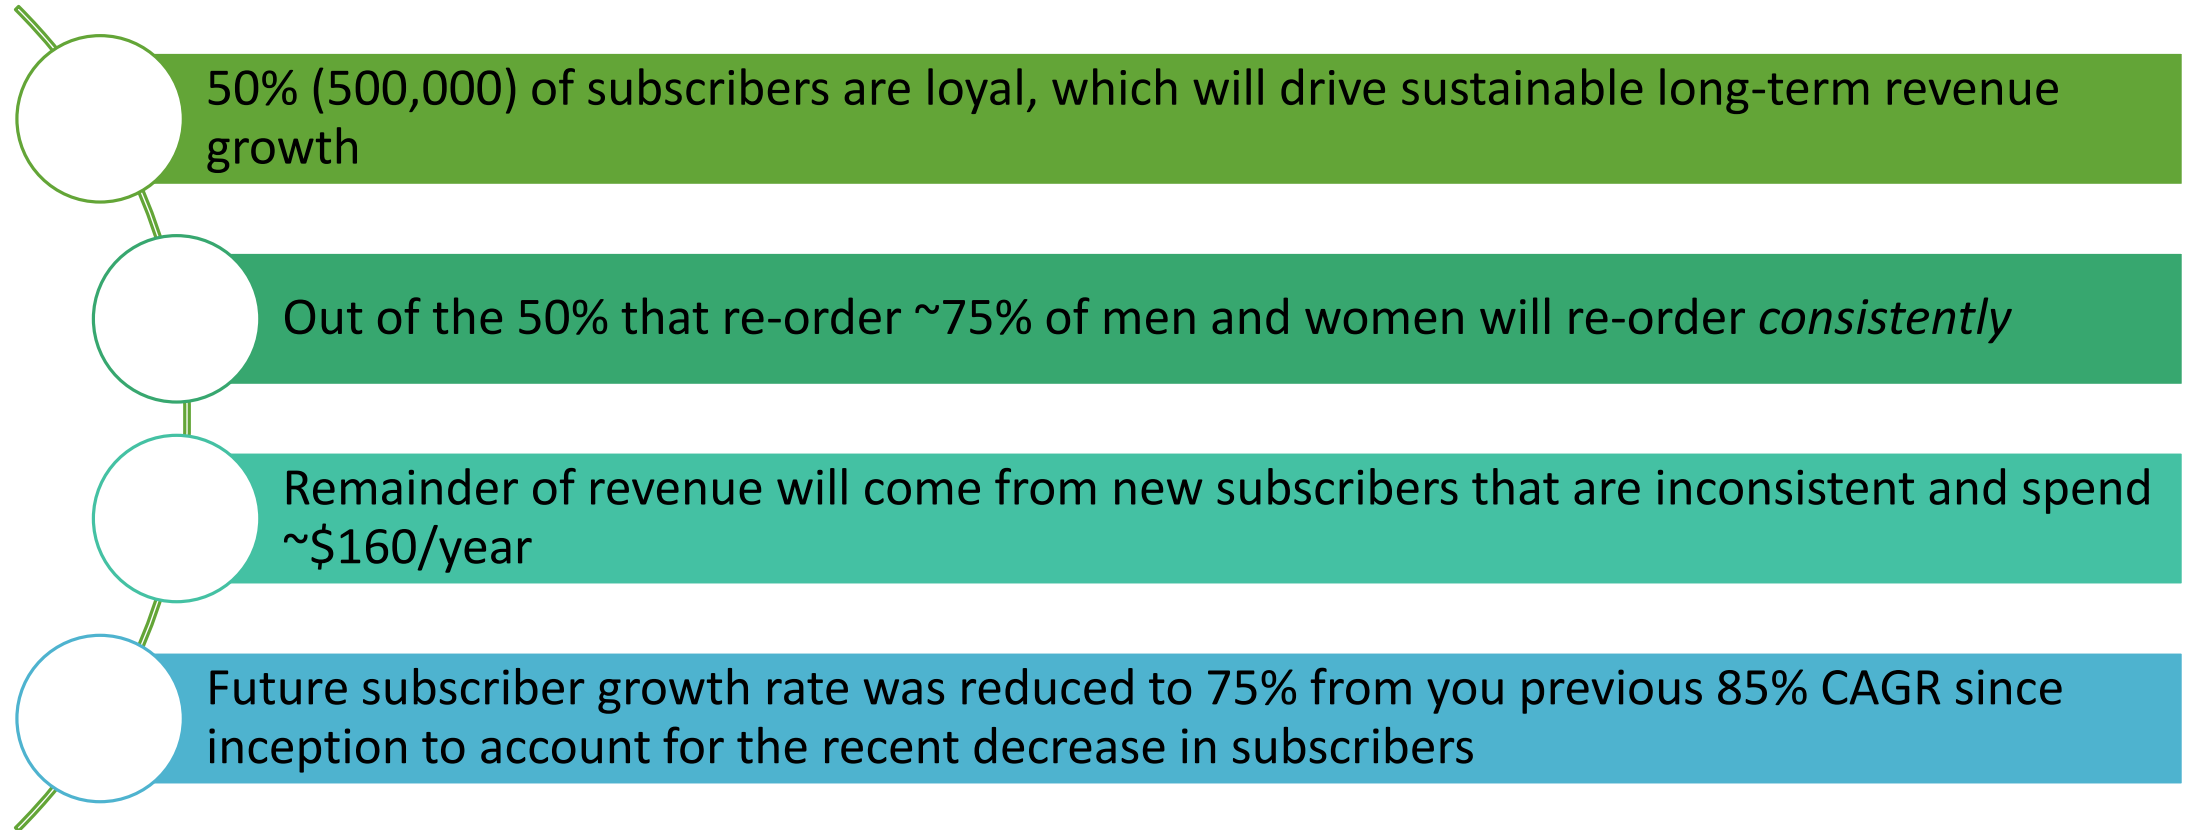 50% (500,000) of subscribers are loyal, which will drive sustainable long-term revenue
growth
Out of the 50% that re-order ~75% of men and women will re-order consistently
Remainder of revenue will come from new subscribers that are inconsistent and spend
~$160/year
Future subscriber growth rate was reduced to 75% from you previous 85% CAGR since
inception to account for the recent decrease in subscribers